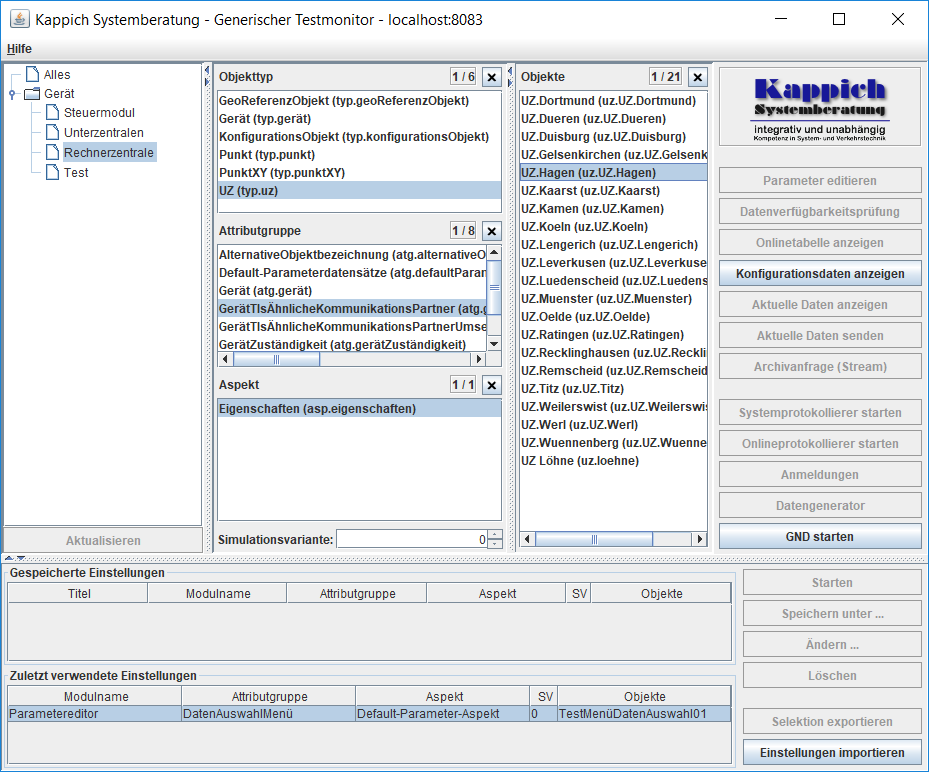 Kappich Systemberatung - Generischer Testmonitor - localhost:8083
Hilfe
Alles
Gerät
Steuermodul
Unterzentralen
Rechnerzentrale
Test
Aktualisieren
Objekttyp 1 / 6
GeoReferenzObjekt (typ.geoReferenzObjekt)
Gerät (typ.gerät)
KonfigurationsObjekt (typ.konfigurationsObjekt)
Punkt (typ.punkt)
PunktXY (typ.punktXY)
UZ (typ.uz)
Attributgruppe 1 / 8
AlternativeObjektbezeichnung (atg.alternativeO
Default-Parameterdatensätze (atg.defaultParan
Gerät (atg.gerät)
GerätTlsÄhnlicheKommunikationsPartner (atg.g
GerätTlsÄhnlicheKommunikationsPartnerUmse
GerätZuständigkeit (atg.gerätZuständigkeit)
Aspekt 1 / 1
Eigenschaften (asp.eigenschaften)
Simulationsvariante: 0
Objekte 1 / 21
UZ.Dortmund (uz.UZ.Dortmund)
UZ.Dueren (uz.UZ.Dueren)
UZ.Duisburg (uz.UZ.Duisburg)
UZ.Gelsenkirchen (uz.UZ.Gelsenk
UZ.Hagen (uz.UZ.Hagen)
UZ.Kaarst (uz.UZ.Kaarst)
UZ.Kamen (uz.UZ.Kamen)
UZ.Koeln (uz.UZ.Koeln)
UZ.Lengerich (uz.UZ.Lengerich)
UZ.Leverkusen (uz.UZ.Leverkuse
UZ.Luedenscheid (uz.UZ.Luedens
UZ.Muenster (uz.UZ.Muenster)
UZ.Oelde (uz.UZ.Oelde)
UZ.Ratingen (uz.UZ.Ratingen)
UZ.Recklinghausen (uz.UZ.Reckli
UZ.Remscheid (uz.UZ.Remscheid
UZ.Titz (uz.UZ.Titz)
UZ.Weilerswist (uz.UZ.Weilerswi
UZ.Werl (uz.UZ.Werl)
UZ.Wuennenberg (uz.UZ.Wuenne
UZ Löhne (uz.loehne)
Kappich
Systemberatung
integrativ und unabhängig
Kompetenz in System- und Verkehrstechnik
Parameter editieren
Datenverfügbarkeitsprüfung
Onlinetabelle anzeigen
Konfigurationsdaten anzeigen
Aktuelle Daten anzeigen
Aktuelle Daten senden
Archivanfrage (Stream)
Systemprotokollierer starten
Onlineprotokollierer starten
Anmeldungen
Datengenerator
GND starten
Gespeicherte Einstellungen
Titel Modulname Attributgruppe Aspekt SV Objekte
Zuletzt verwendete Einstellungen
Modulname Attributgruppe Aspekt SV Objekte
Parametereditor DatenAuswahlMenü Default-Parameter-Aspekt 0 TestMenüDatenAuswahl01
Starten
Speichern unter ...
Ändern ...
Löschen
Selektion exportieren
Einstellungen importieren